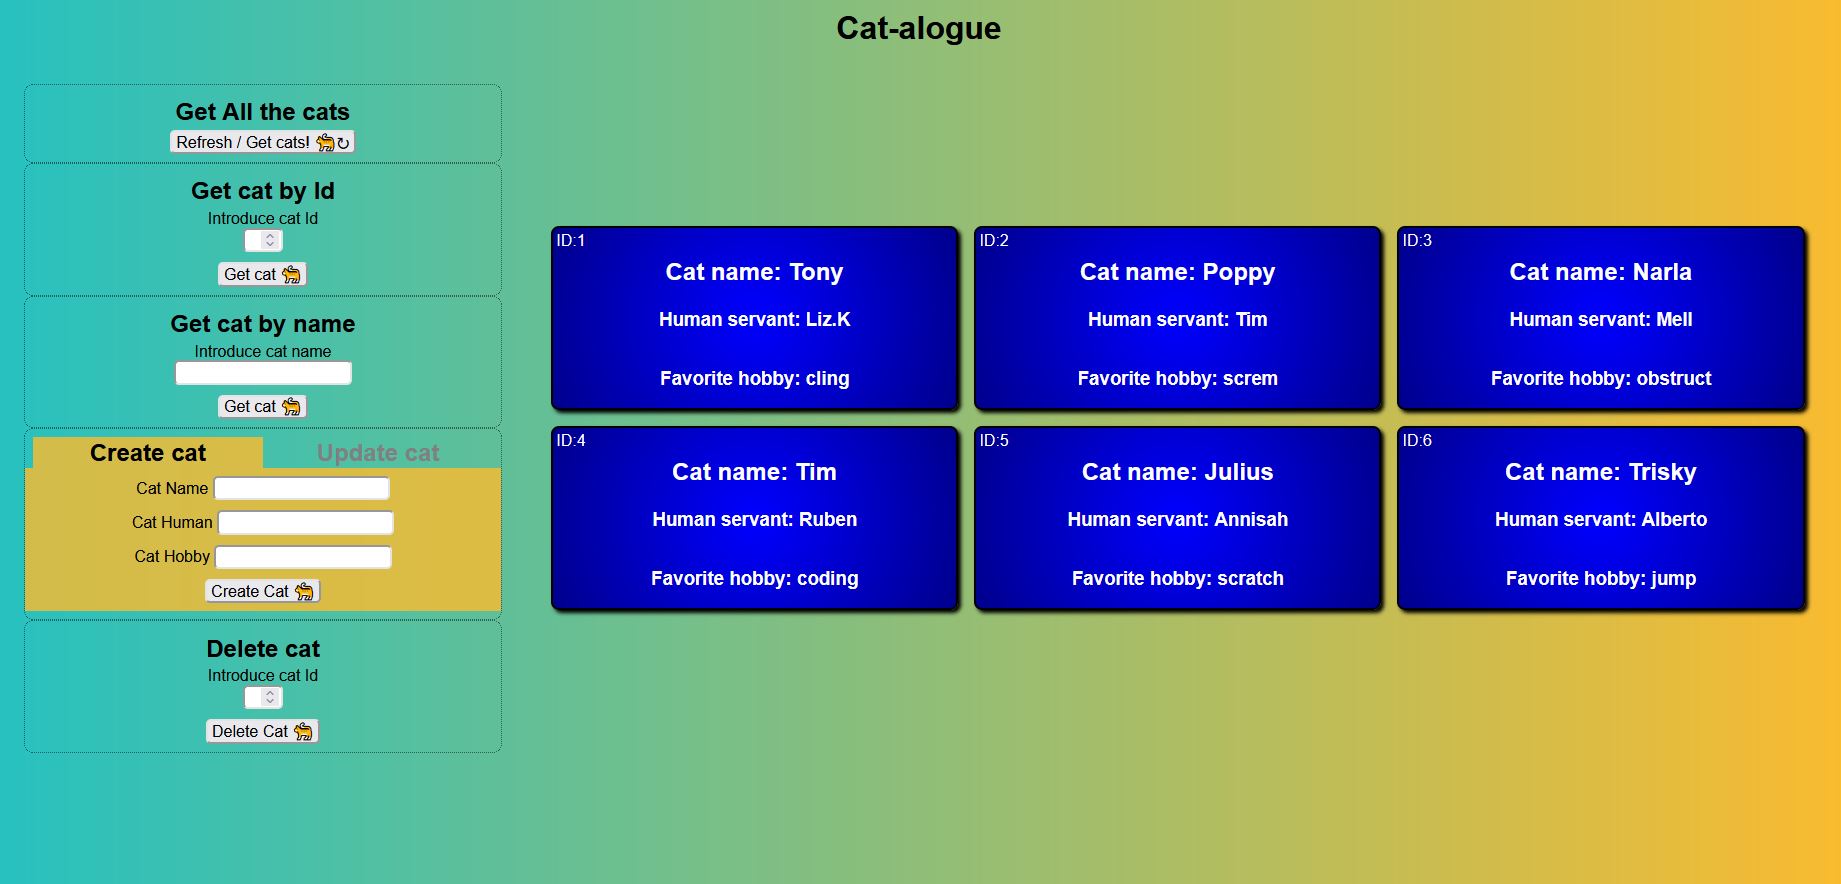 Cat-alogue
Get All the cats
Refresh / Get cats! 🐈↻
Get cat by Id
Introduce cat Id
Get cat 🐈
Get cat by name
Introduce cat name
Get cat 🐈
Create cat
Update cat
Cat Name
Cat Human
Cat Hobby
Create Cat 🐈
Delete cat
Introduce cat Id
Delete Cat 🐈
ID:1
Cat name: Tony
Human servant: Liz.K
Favorite hobby: cling
ID:2
Cat name: Poppy
Human servant: Tim
Favorite hobby: screm
ID:3
Cat name: Narla
Human servant: Mell
Favorite hobby: obstruct
ID:4
Cat name: Tim
Human servant: Ruben
Favorite hobby: coding
ID:5
Cat name: Julius
Human servant: Annisah
Favorite hobby: scratch
ID:6
Cat name: Trisky
Human servant: Alberto
Favorite hobby: jump